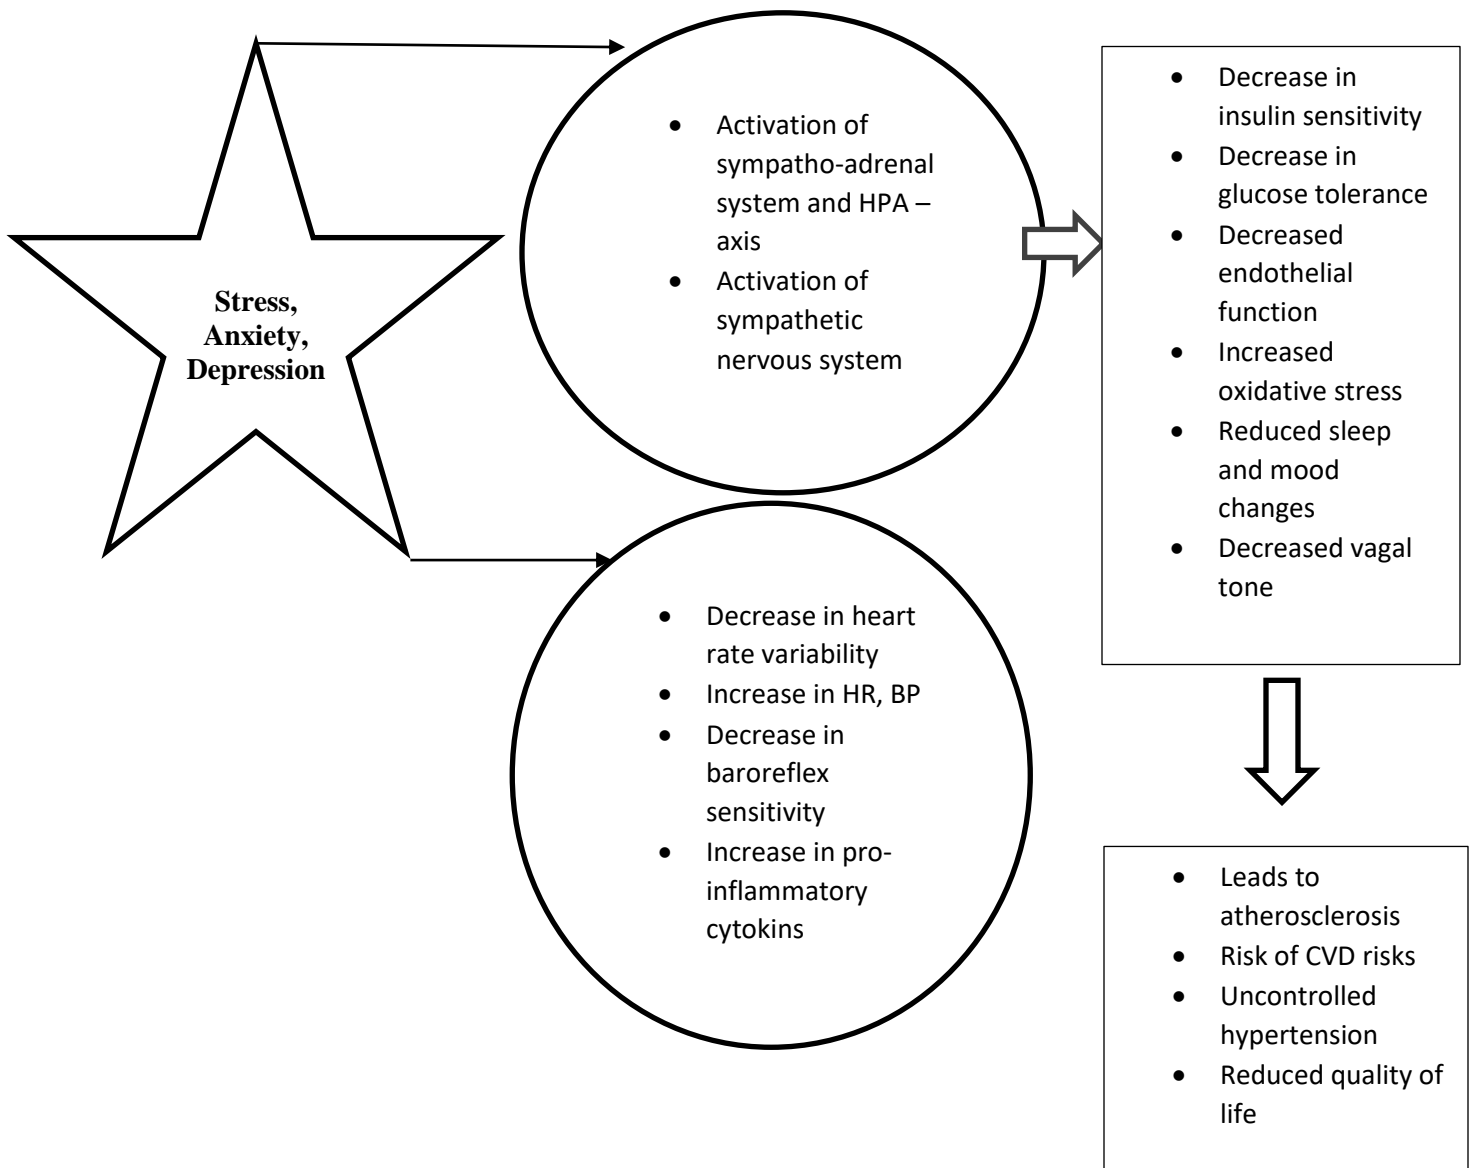 Stress,
Anxiety,
Depression
• Activation of
sympatho-adrenal
system and HPA –
axis
• Activation of
sympathetic
nervous system
• Decrease in heart
rate variability
• Increase in HR, BP
• Decrease in
baroreflex
sensitivity
• Increase in pro-
inflammatory
cytokins
• Decrease in
insulin sensitivity
• Decrease in
glucose tolerance
• Decreased
endothelial
function
• Increased
oxidative stress
• Reduced sleep
and mood
changes
• Decreased vagal
tone
• Leads to
atherosclerosis
• Risk of CVD risks
• Uncontrolled
hypertension
• Reduced quality of
life